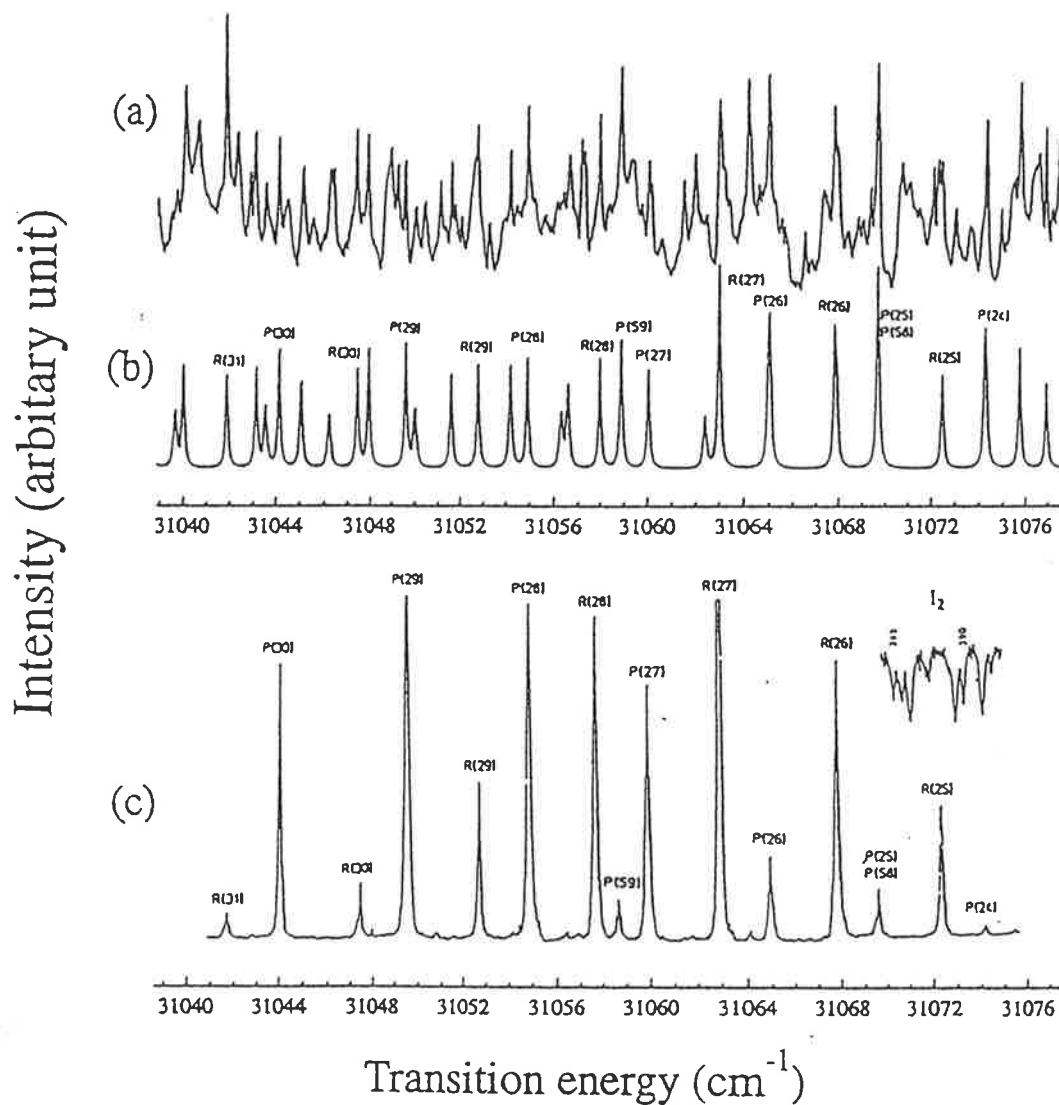 Intensity (arbitary unit)
(a)
(b)
R(31)
P(30)
R(30)
P(29)
R(29)
P(28)
R(28)
P(59)
P(27)
R(27)
P(26)
R(26)
P(25)
P(58)
R(25)
P(24)
31040 31044 31048 31052 31056 31060 31064 31068 31072 31076
(c)
R(31)
P(30)
R(30)
P(29)
R(29)
P(28)
R(28)
P(59)
P(27)
R(27)
P(26)
R(26)
P(25)
P(58)
R(25)
P(24)
I2
390
31040 31044 31048 31052 31056 31060 31064 31068 31072 31076
Transition energy (cm⁻¹)